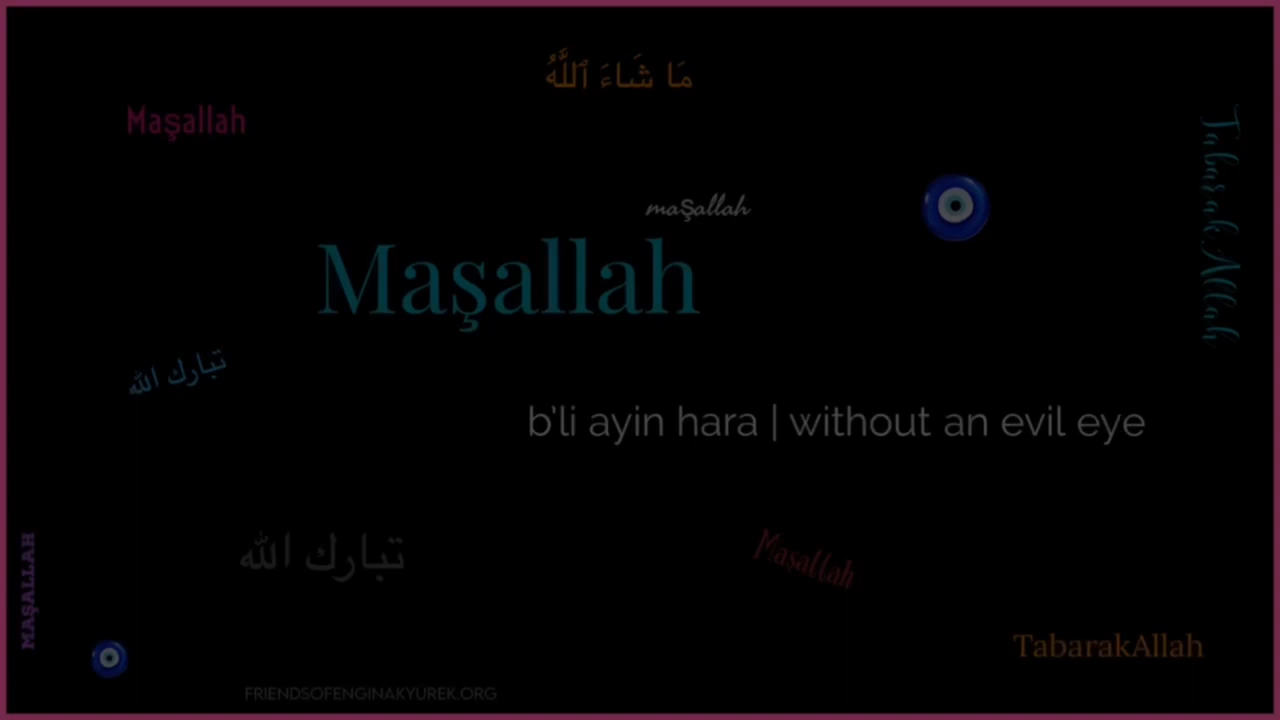 مَا شَاءَ ٱللَّهُ
Maşallah
TabarakAllah
maşallah
Maşallah
تبارك الله
b'li ayin hara | without an evil eye
تبارك الله
Maşallah
MAŞALLAH
TabarakAllah
FRIENDSOFENGINAKYUREK.ORG